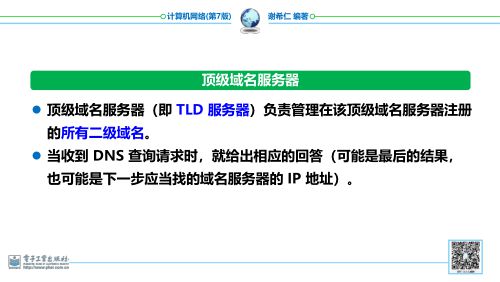 计算机网络(第7版)
谢希仁 编著
顶级域名服务器
顶级域名服务器（即 TLD 服务器）负责管理在该顶级域名服务器注册
的所有二级域名。
当收到 DNS 查询请求时，就给出相应的回答（可能是最后的结果，
也可能是下一步应当找的域名服务器的 IP 地址）。
电子工业出版社
http://www.phei.com.cn